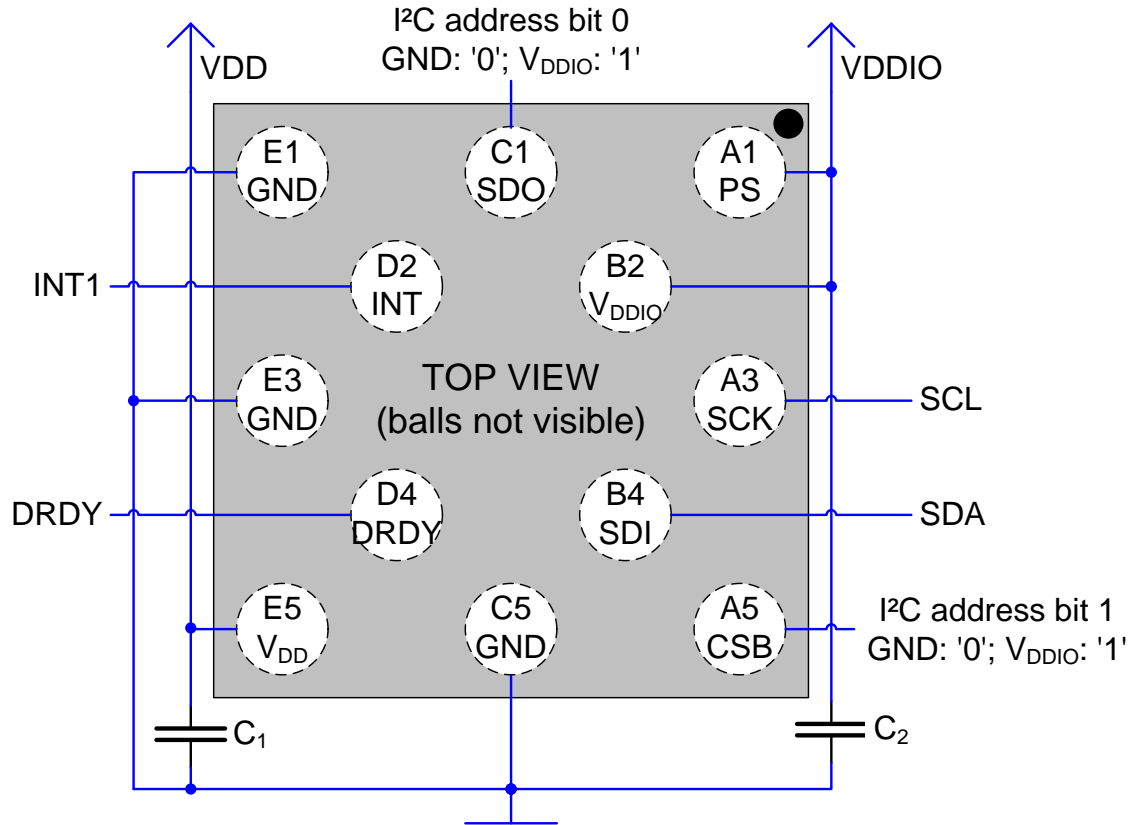 I²C address bit 0
GND: '0'; VDDIO: '1'
VDD
VDDIO
E1
GND
C1
SDO
A1
PS
INT1
D2
INT
B2
VDDIO
E3
GND
TOP VIEW
(balls not visible)
A3
SCK
SCL
DRDY
D4
DRDY
B4
SDI
SDA
E5
VDD
C5
GND
A5
CSB
I²C address bit 1
GND: '0'; VDDIO: '1'
C1
C2